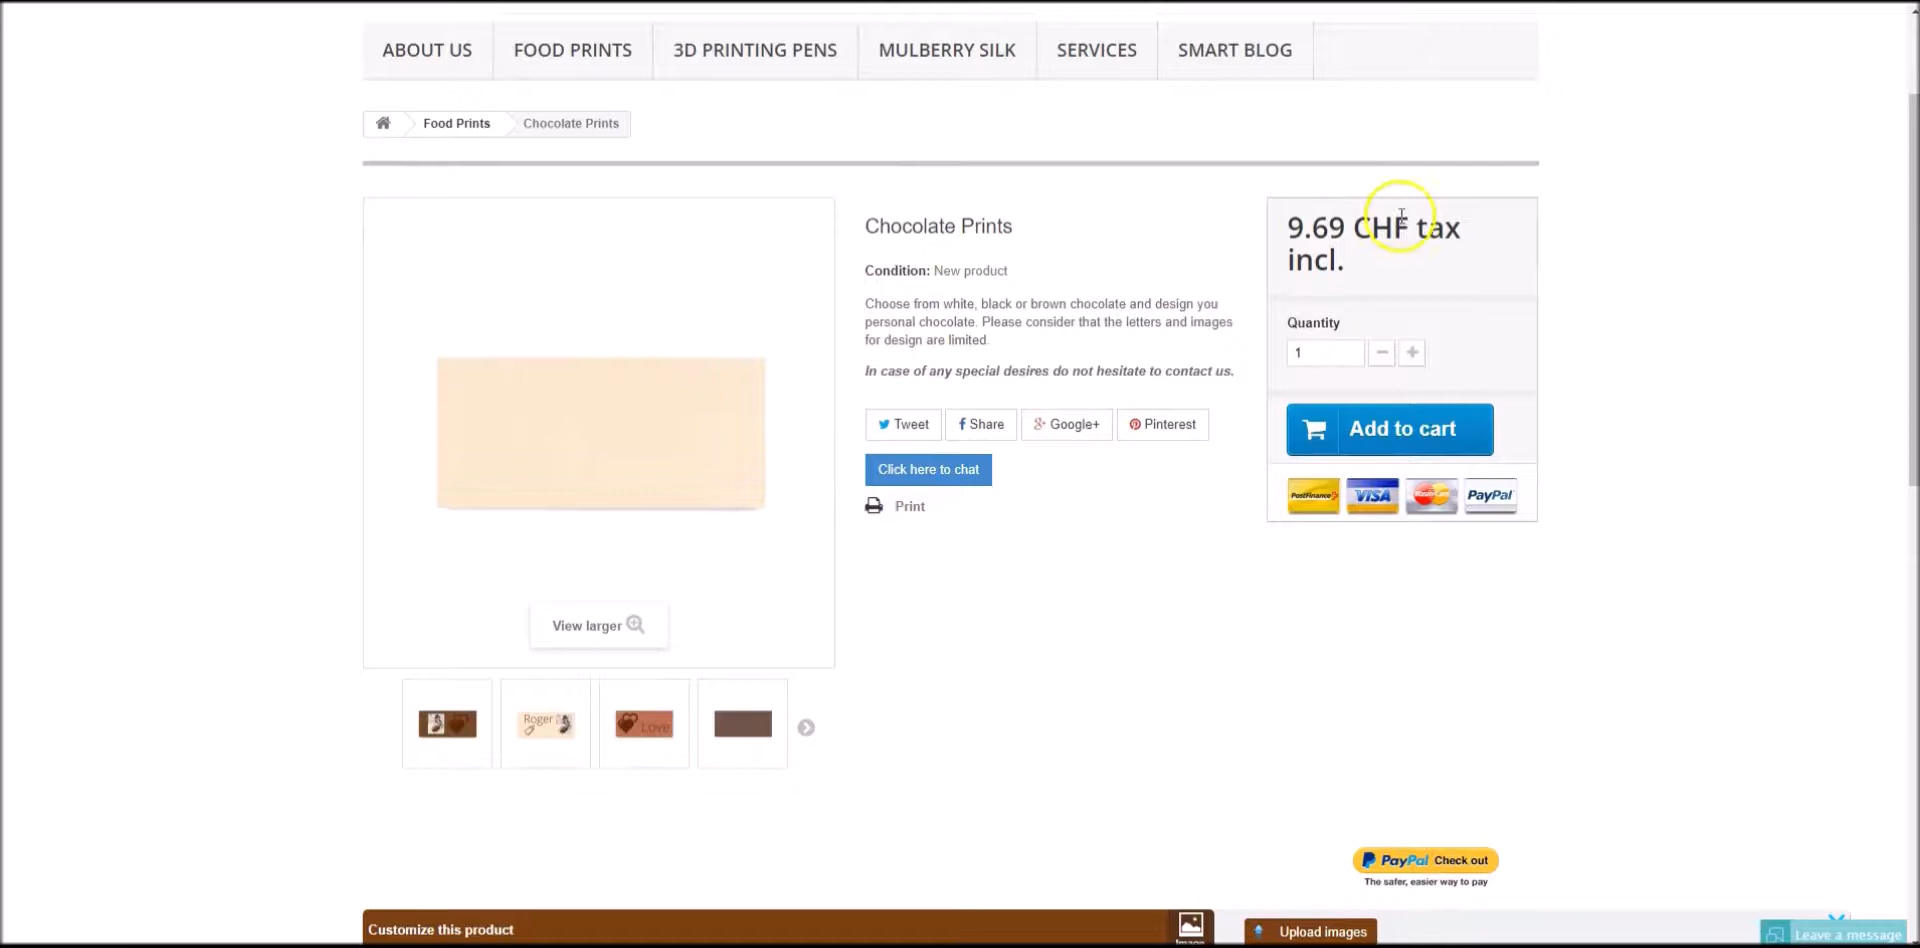 ABOUT US
FOOD PRINTS
3D PRINTING PENS
MULBERRY SILK
SERVICES
SMART BLOG
Food Prints
Chocolate Prints
Chocolate Prints
Condition: New product
Choose from white, black or brown chocolate and design you
personal chocolate. Please consider that the letters and images
for design are limited.
In case of any special desires do not hesitate to contact us.
Tweet
Share
Google+
Pinterest
Click here to chat
Print
9.69 CHF tax
incl.
Quantity
1
Add to cart
PostFinance
VISA
MasterCard
PayPal
View larger
Roger
Love
PayPal Check out
The safer, easier way to pay
Customize this product
Upload images
Leave a message